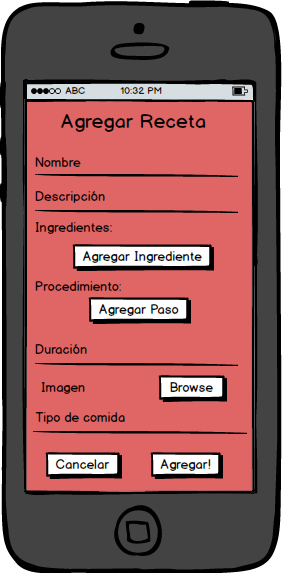 ABC 10:32 PM
Agregar Receta
Nombre
Descripción
Ingredientes:
Agregar Ingrediente
Procedimiento:
Agregar Paso
Duración
Imagen Browse
Tipo de comida
Cancelar Agregar!